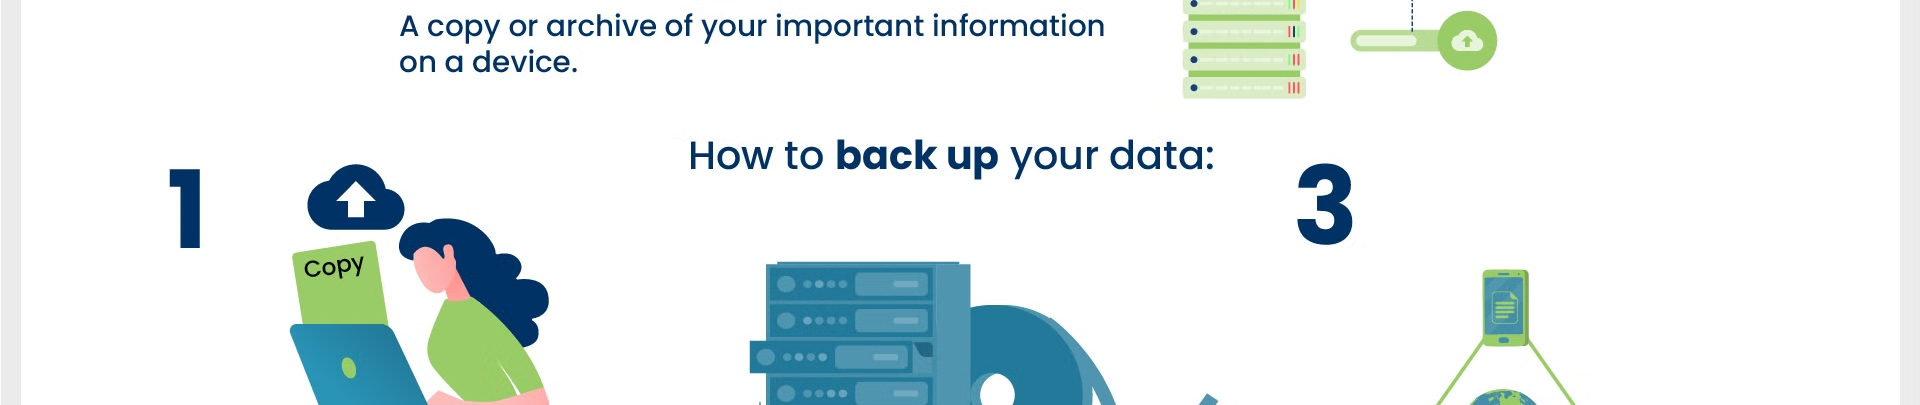 A copy or archive of your important information
on a device.
How to back up your data:
1
3
Copy